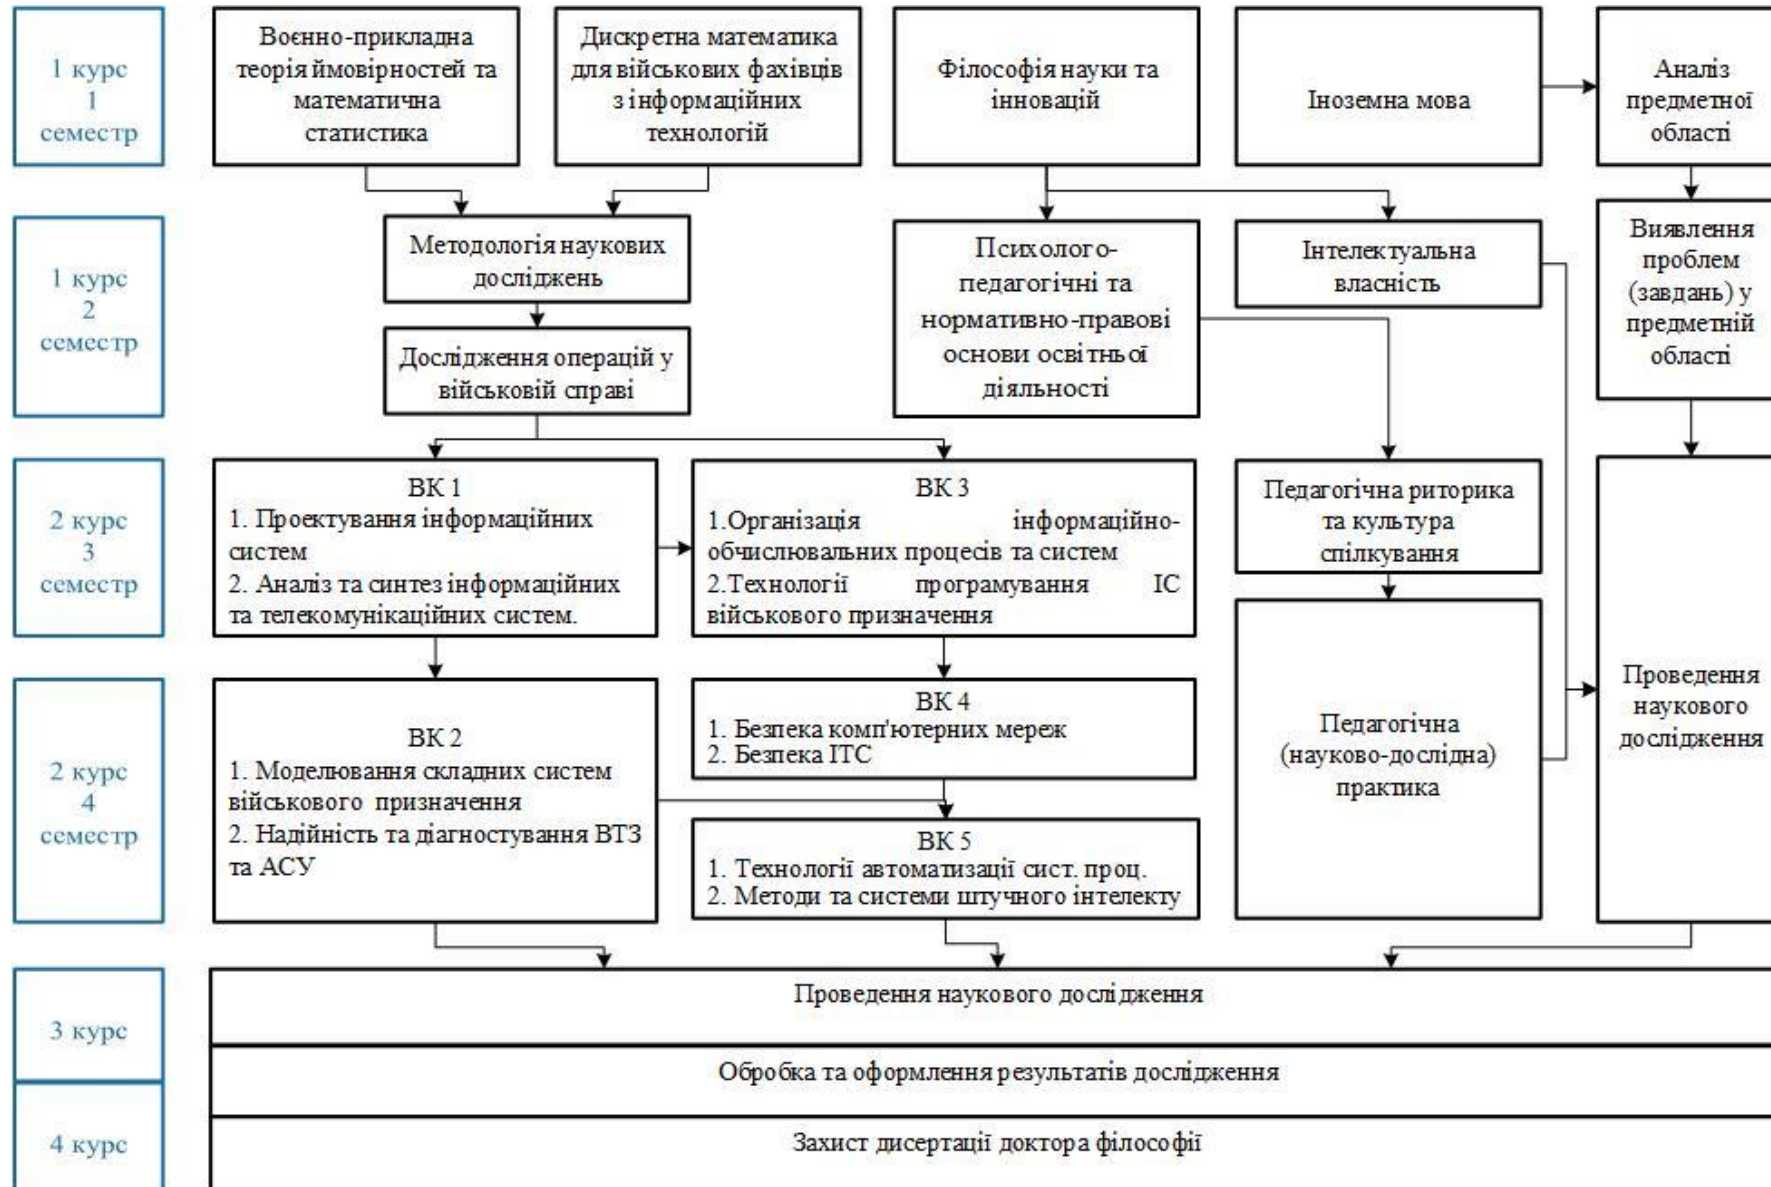 1 курс
1
семестр
Воєнно-прикладна
теорія ймовірностей та
математична
статистика
Дискретна математика
для військових фахівців
з інформаційних
технологій
Філософія науки та
інновацій
Іноземна мова
Аналіз
предметної
області
1 курс
2
семестр
Методологія наукових
досліджень
Дослідження операцій у
військовій справі
Психолого-
педагогічні та
нормативно-правові
основи освітньої
діяльності
Інтелектуальна
власність
Виявлення
проблем
(завдань) у
предметній
області
2 курс
3
семестр
ВК 1
1. Проектування інформаційних
систем
2. Аналіз та синтез інформаційних
та телекомунікаційних систем.
ВК 3
1.Організація інформаційно-
обчислювальних процесів та систем
2.Технології програмування ІС
військового призначення
Педагогічна риторика
та культура
спілкування
Проведення
наукового
дослідження
2 курс
4
семестр
ВК 2
1. Моделювання складних систем
військового призначення
2. Надійність та діагностування ВТЗ
та АСУ
ВК 4
1. Безпека комп'ютерних мереж
2. Безпека ІТС
ВК 5
1. Технології автоматизації сист. проц.
2. Методи та системи штучного інтелекту
Педагогічна
(науково-дослідна)
практика
3 курс
Проведення наукового дослідження
Обробка та оформлення результатів дослідження
4 курс
Захист дисертації доктора філософії